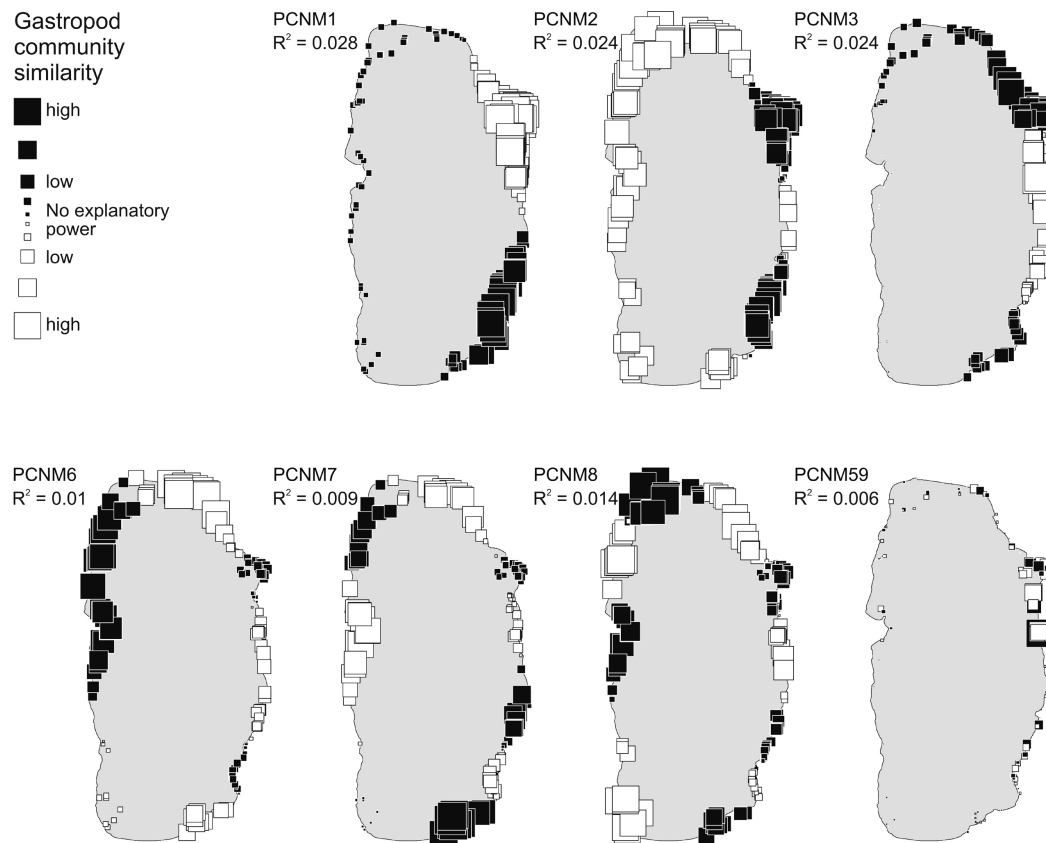 Gastropod
community
similarity
high
low
No explanatory
power
low
high
PCNM1
R² = 0.028
PCNM2
R² = 0.024
PCNM3
R² = 0.024
PCNM6
R² = 0.01
PCNM7
R² = 0.009
PCNM8
R² = 0.014
PCNM59
R² = 0.006